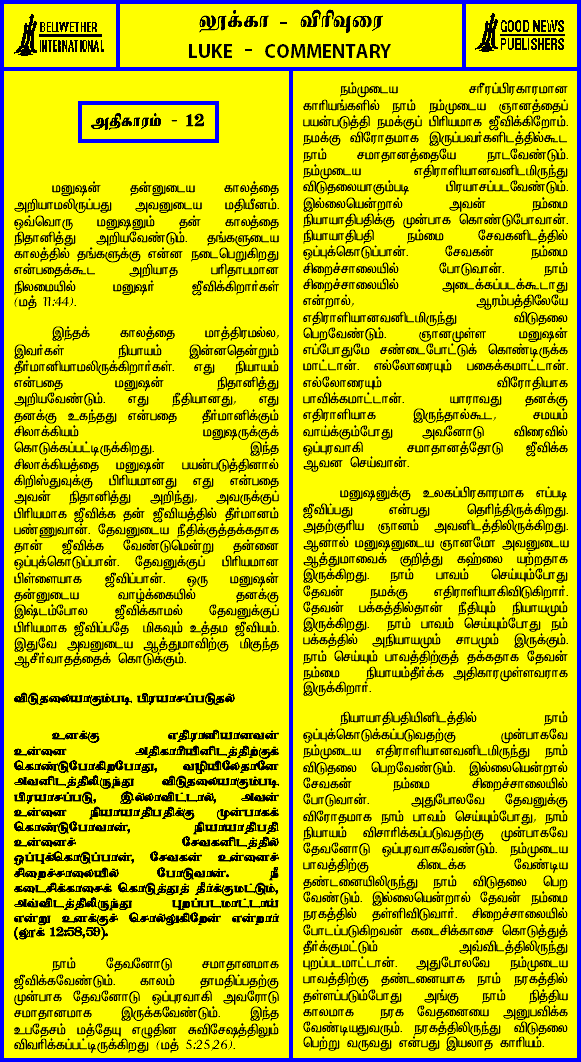 BELLWETHER
INTERNATIONAL
லூக்கா - விரிவுரை
LUKE - COMMENTARY
GOOD NEWS
PUBLISHERS
அதிகாரம் - 12
மனுஷன் தன்னுடைய காலத்தை
அறியாமலிருப்பது அவனுடைய மதியீனம்.
ஒவ்வொரு மனுஷனும் தன் காலத்தை
நிதானித்து அறியவேண்டும். தங்களுடைய
காலத்தில் தங்களுக்கு என்ன நடைபெறுகிறது
என்பதைக்கூட அறியாத பரிதாபமான
நிலமையில் மனுஷர் ஜீவிக்கிறார்கள்
(மத் 11:44).
இந்தக் காலத்தை மாத்திரமல்ல,
இவர்கள் நியாயம் இன்னதென்றும்
தீர்மானியாமலிருக்கிறார்கள். எது நியாயம்
என்பதை மனுஷன் நிதானித்து
அறியவேண்டும். எது நீதியானது, எது
தனக்கு உகந்தது என்பதை தீர்மானிக்கும்
சிலாக்கியம் மனுஷருக்குக்
கொடுக்கப்பட்டிருக்கிறது. இந்த
சிலாக்கியத்தை மனுஷன் பயன்படுத்தினால்
கிறிஸ்துவுக்கு பிரியமானது எது என்பதை
அவன் நிதானித்து அறிந்து, அவருக்குப்
பிரியமாக ஜீவிக்க தன் ஜீவியத்தில் தீர்மானம்
பண்ணுவான். தேவனுடைய நீதிக்குத்தக்கதாக
தான் ஜீவிக்க வேண்டுமென்று தன்னை
ஒப்புக்கொடுப்பான். தேவனுக்குப் பிரியமான
பிள்ளையாக ஜீவிப்பான். ஒரு மனுஷன்
தன்னுடைய வாழ்க்கையில் தனக்கு
இஷ்டம்போல ஜீவிக்காமல் தேவனுக்குப்
பிரியமாக ஜீவிப்பதே மிகவும் உத்தம ஜீவியம்.
இதுவே அவனுடைய ஆத்துமாவிற்கு மிகுந்த
ஆசீர்வாதத்தைக் கொடுக்கும்.
விடுதலையாகும்படி பிரயாசப்படுதல்
உனக்கு எதிராளியானவன்
உன்னை அதிகாரியினிடத்திற்குக்
கொண்டுபோகிறபோது, வழியிலேதானே
அவனிடத்திலிருந்து விடுதலையாகும்படி
பிரயாசப்படு, இல்லாவிட்டால், அவன்
உன்னை நியாயாதிபதிக்கு முன்பாகக்
கொண்டுபோவான், நியாயாதிபதி
உன்னைச் சேவகனிடத்தில்
ஒப்புக்கொடுப்பான், சேவகன் உன்னைச்
சிறைச்சாலையில் போடுவான். நீ
கடைசிக்காசைக் கொடுத்துத் தீர்க்குமட்டும்,
அவ்விடத்திலிருந்து புறப்படமாட்டாய்
என்று உனக்குச் சொல்லுகிறேன் என்றார்
(லூக் 12:58,59).
நாம் தேவனோடு சமாதானமாக
ஜீவிக்கவேண்டும். காலம் தாமதிப்பதற்கு
முன்பாக தேவனோடு ஒப்புரவாகி அவரோடு
சமாதானமாக இருக்கவேண்டும். இந்த
உபதேசம் மத்தேயு எழுதின சுவிசேஷத்திலும்
விவரிக்கப்பட்டிருக்கிறது (மத் 5:25,26).
நம்முடைய சரீரப்பிரகாரமான
காரியங்களில் நாம் நம்முடைய ஞானத்தைப்
பயன்படுத்தி நமக்குப் பிரியமாக ஜீவிக்கிறோம்.
நமக்கு விரோதமாக இருப்பவர்களிடத்தில்கூட
நாம் சமாதானத்தையே நாடவேண்டும்.
நம்முடைய எதிராளியானவனிடமிருந்து
விடுதலையாகும்படி பிரயாசப்படவேண்டும்.
இல்லையென்றால் அவன் நம்மை
நியாயாதிபதிக்கு முன்பாக கொண்டுபோவான்.
நியாயாதிபதி நம்மை சேவகனிடத்தில்
ஒப்புக்கொடுப்பான். சேவகன் நம்மை
சிறைச்சாலையில் போடுவான். நாம்
சிறைச்சாலையில் அடைக்கப்படக்கூடாது
என்றால், ஆரம்பத்திலேயே
எதிராளியானவனிடமிருந்து விடுதலை
பெறவேண்டும். ஞானமுள்ள மனுஷன்
எப்போதுமே சண்டைபோட்டுக் கொண்டிருக்க
மாட்டான். எல்லோரையும் பகைக்கமாட்டான்.
எல்லோரையும் விரோதியாக
பாவிக்கமாட்டான். யாராவது தனக்கு
எதிராளியாக இருந்தால்கூட, சமயம்
வாய்க்கும்போது அவனோடு விரைவில்
ஒப்புரவாகி சமாதானத்தோடு ஜீவிக்க
ஆவன செய்வான்.
மனுஷனுக்கு உலகப்பிரகாரமாக எப்படி
ஜீவிப்பது என்பது தெரிந்திருக்கிறது.
அதற்குரிய ஞானம் அவனிடத்திலிருக்கிறது.
ஆனால் மனுஷனுடைய ஞானமோ அவனுடைய
ஆத்துமாவைக் குறித்து கஹலை யற்றதாக
இருக்கிறது. நாம் பாவம் செய்யும்போது
தேவன் நமக்கு எதிராளியாகிவிடுகிறார்.
தேவன் பக்கத்தில்தான் நீதியும் நியாயமும்
இருக்கிறது. நாம் பாவம் செய்யும்போது நம்
பக்கத்தில் அநியாயமும் சாபமும் இருக்கும்.
நாம் செய்யும் பாவத்திற்குத் தக்கதாக தேவன்
நம்மை நியாயம்தீர்க்க அதிகாரமுள்ளவராக
இருக்கிறார்.
நியாயாதிபதியினிடத்தில் நாம்
ஒப்புக்கொடுக்கப்படுவதற்கு முன்பாகவே
நம்முடைய எதிராளியானவனிடமிருந்து நாம்
விடுதலை பெறவேண்டும். இல்லையென்றால்
சேவகன் நம்மை சிறைச்சாலையில்
போடுவான். அதுபோலவே தேவனுக்கு
விரோதமாக நாம் பாவம் செய்யும்போது, நாம்
நியாயம் விசாரிக்கப்படுவதற்கு முன்பாகவே
தேவனோடு ஒப்புரவாகவேண்டும். நம்முடைய
பாவத்திற்கு கிடைக்க வேண்டிய
தண்டனையிலிருந்து நாம் விடுதலை பெற
வேண்டும். இல்லையென்றால் தேவன் நம்மை
நரகத்தில் தள்ளிவிடுவார். சிறைச்சாலையில்
போடப்படுகிறவன் கடைசிக்காசை கொடுத்துத்
தீர்க்குமட்டும் அவ்விடத்திலிருந்து
புறப்படமாட்டான். அதுபோலவே நம்முடைய
பாவத்திற்கு தண்டனையாக நாம் நரகத்தில்
தள்ளப்படும்போது அங்கு நாம் நித்திய
காலமாக நரக வேதனையை அனுபவிக்க
வேண்டியதுவரும். நரகத்திலிருந்து விடுதலை
பெற்று வருவது என்பது இயலாத காரியம்.